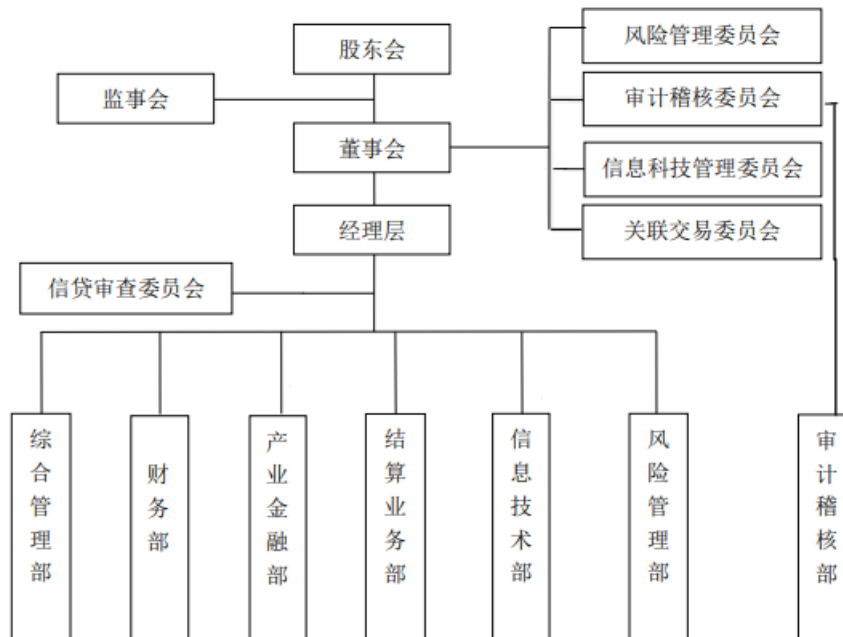 股东会
风险管理委员会
监事会
审计稽核委员会
董事会
信息科技管理委员会
经理层
关联交易委员会
信贷审查委员会
综合管理部
财务部
产业金融部
结算业务部
信息技术部
风险管理部
审计稽核部